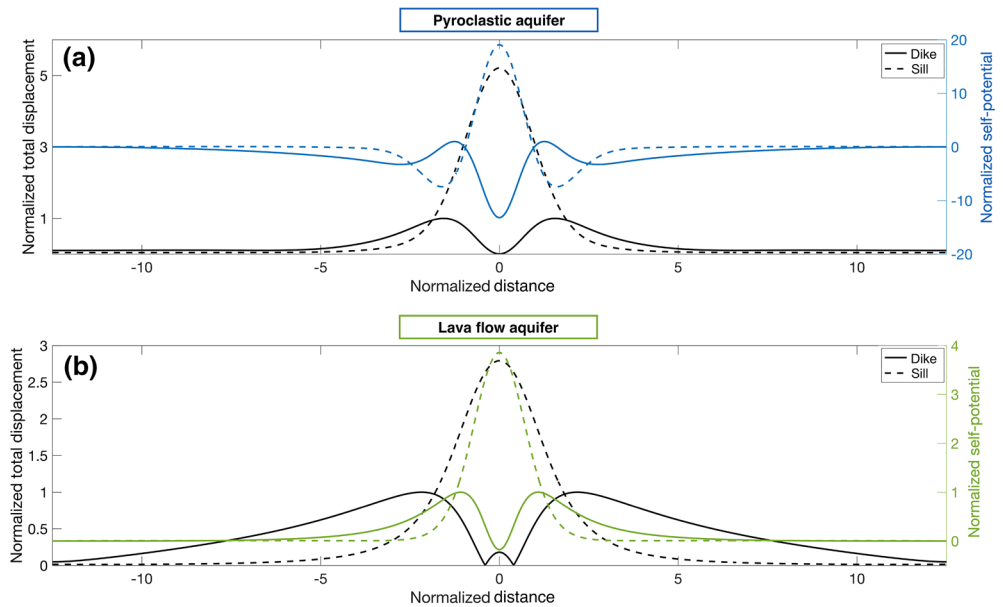 Pyroclastic aquifer
(a)
Normalized total displacement
5
3
1
Dike
Sill
20
10
0
-10
-20
Normalized self-potential
-10
-5
0
5
10
Normalized distance
Lava flow aquifer
(b)
Normalized total displacement
3
2.5
2
1.5
1
0.5
0
Dike
Sill
4
3
2
1
0
Normalized self-potential
-10
-5
0
5
10
Normalized distance